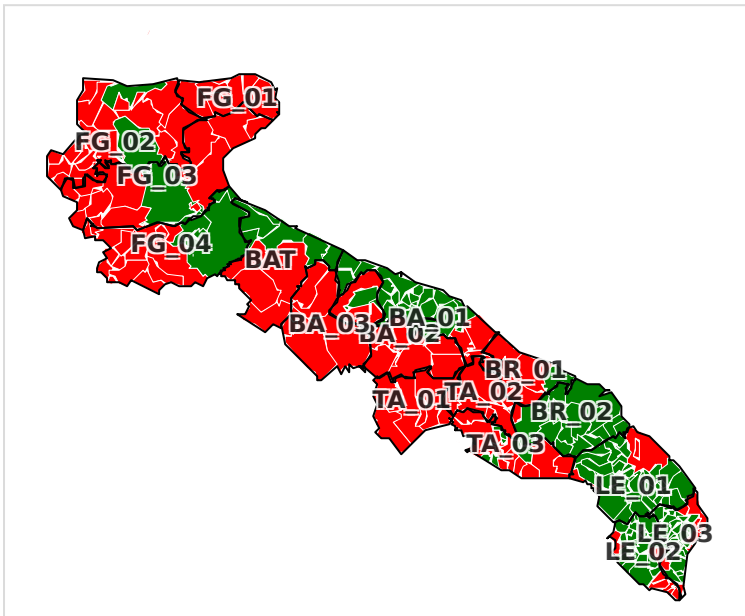 FG_01
FG_02
FG_03
FG_04
BAT
BA_01
BA_03
BA_02
BR_01
TA_02
TA_01
BR_02
TA_03
LE_01
LE_03
LE_02